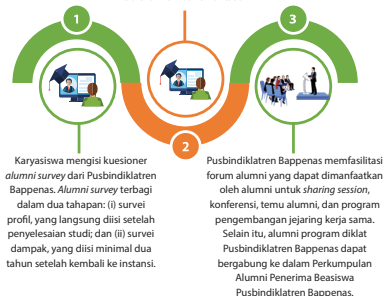 1
3
2
Karyasiswa mengisi kuesioner
alumni survey dari Pusbindiklatren
Bappenas. Alumni survey terbagi
dalam dua tahapan: (i) survei
profil, yang langsung diisi setelah
penyelesaian studi; dan (ii) survei
dampak, yang diisi minimal dua
tahun setelah kembali ke instansi.
Pusbindiklatren Bappenas memfasilitasi
forum alumni yang dapat dimanfaatkan
oleh alumni untuk sharing session,
konferensi, temu alumni, dan program
pengembangan jejaring kerja sama.
Selain itu, alumni program diklat
Pusbindiklatren Bappenas dapat
bergabung ke dalam Perkumpulan
Alumni Penerima Beasiswa
Pusbindiklatren Bappenas.